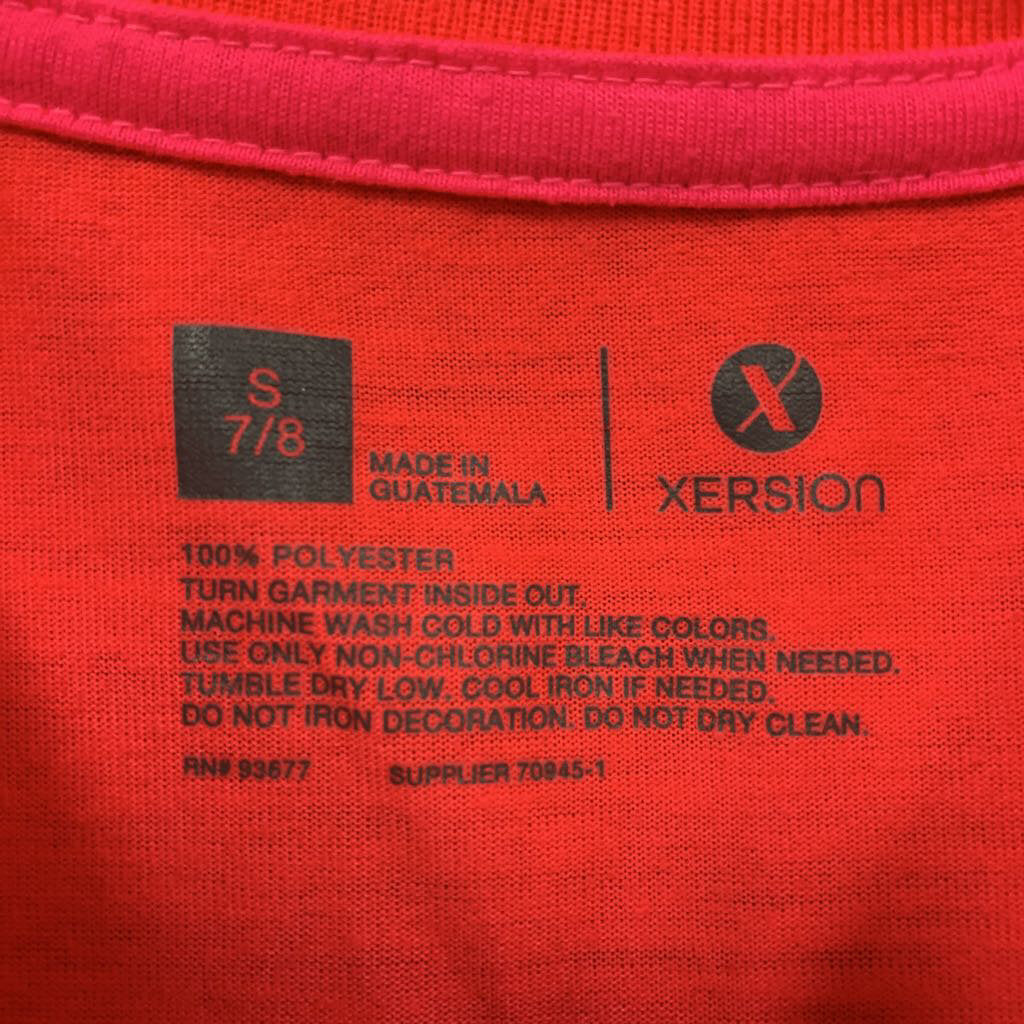 S
7/8
MADE IN
GUATEMALA
X
XERSION
100% POLYESTER
TURN GARMENT INSIDE OUT.
MACHINE WASH COLD WITH LIKE COLORS.
USE ONLY NON-CHLORINE BLEACH WHEN NEEDED.
TUMBLE DRY LOW. COOL IRON IF NEEDED.
DO NOT IRON DECORATION. DO NOT DRY CLEAN.
RN# 93677
SUPPLIER 70945-1